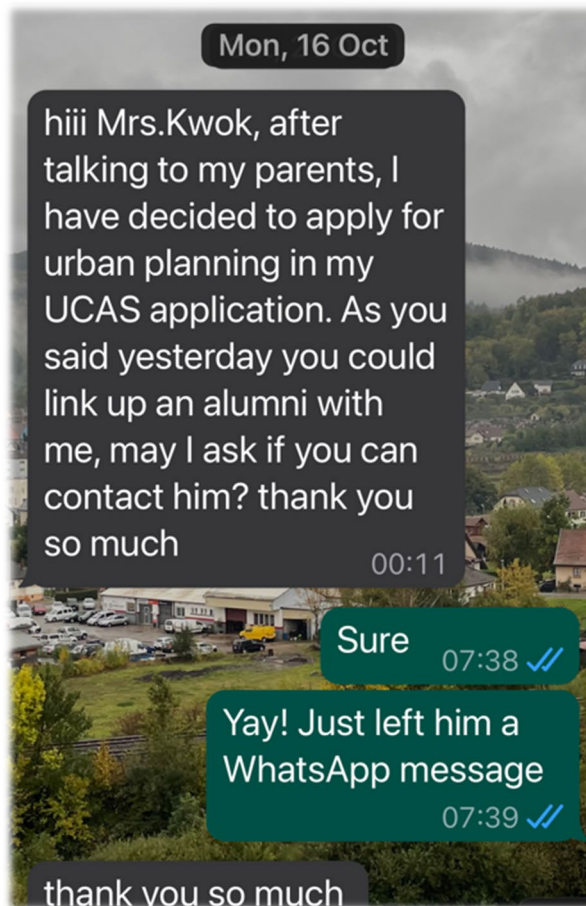 Mon, 16 Oct
hiii Mrs.Kwok, after
talking to my parents, I
have decided to apply for
urban planning in my
UCAS application. As you
said yesterday you could
link up an alumni with
me, may I ask if you can
contact him? thank you
so much
00:11
Sure
07:38
Yay! Just left him a
WhatsApp message
07:39
thank you so much